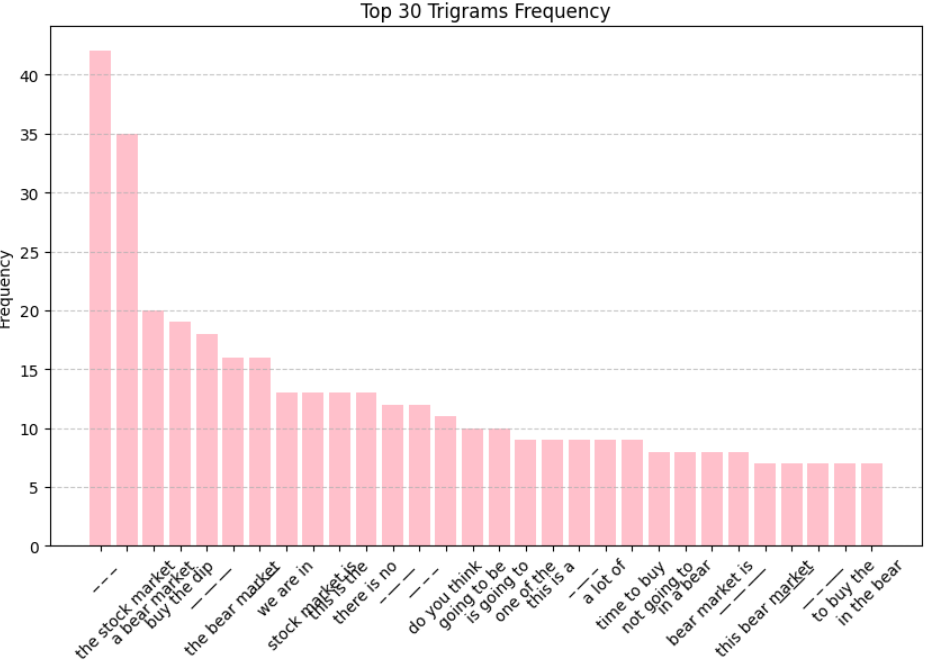 Top 30 Trigrams Frequency
Frequency
40
35
30
25
20
15
10
5
0
_ _ _
the stock market
a bear market
buy the dip
_ _ _
the bear market
_ _ _
we are in
stock market is
this is the
there is no
_ _ _
_ _ _
do you think
going to be
is going to
one of the
this is a
_ _ _
a lot of
time to buy
not going to
in a bear
bear market is
_ _ _
this bear market
_ _ _
_ _ _
to buy the
in the bear